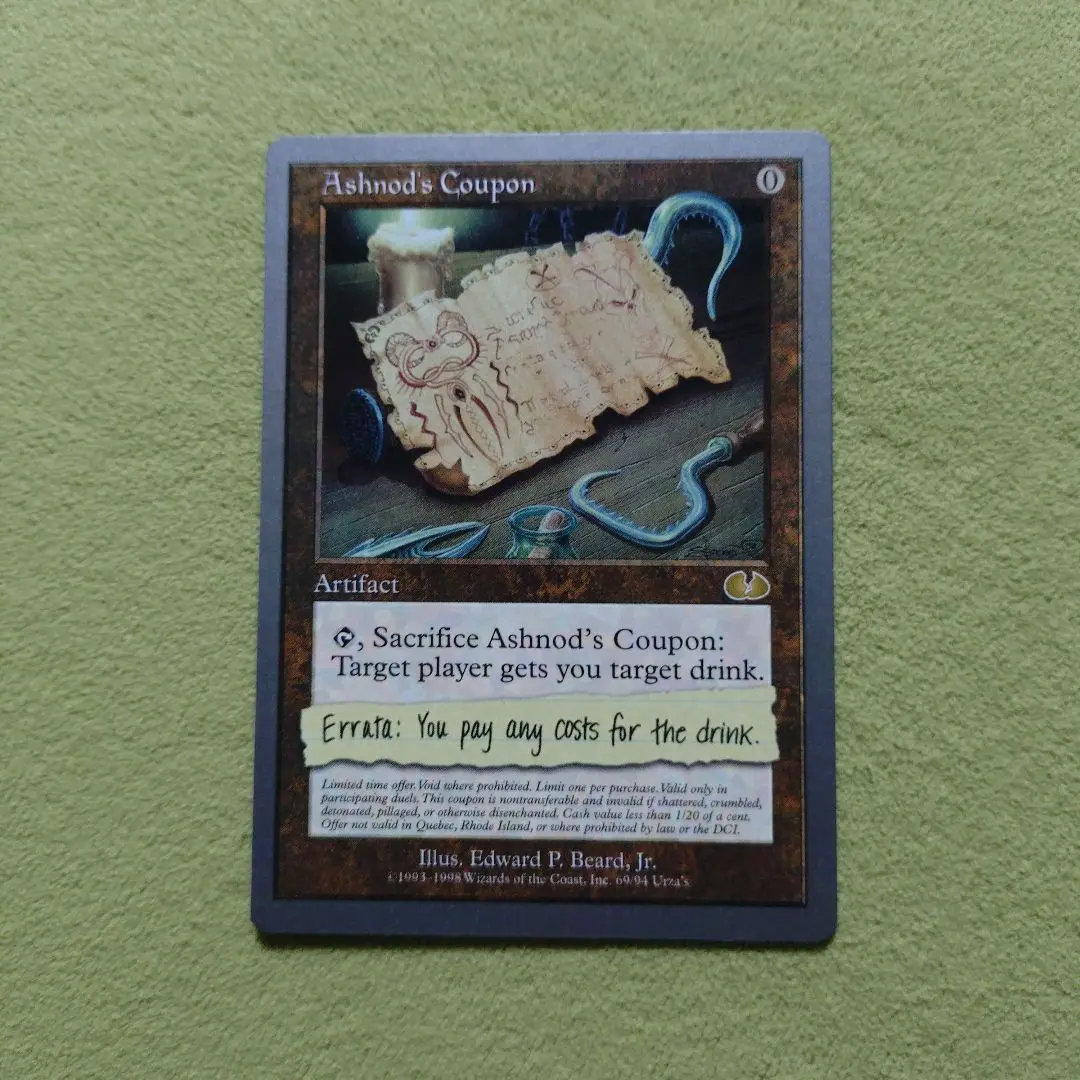 Ashnod's Coupon
0
Artifact
, Sacrifice Ashnod's Coupon:
Target player gets you target drink.
Errata: You pay any costs for the drink.
Limited time offer. Void where prohibited. Limit one per purchase. Valid only in
participating duels. This coupon is nontransferable and invalid if shattered, crumbled,
detonated, pillaged, or otherwise disenchanted. Cash value less than 1/20 of a cent.
Offer not valid in Quebec, Rhode Island, or where prohibited by law or the DCI.
Illus. Edward P. Beard, Jr.
©1993-1998 Wizards of the Coast, Inc. 69/94 Urza's